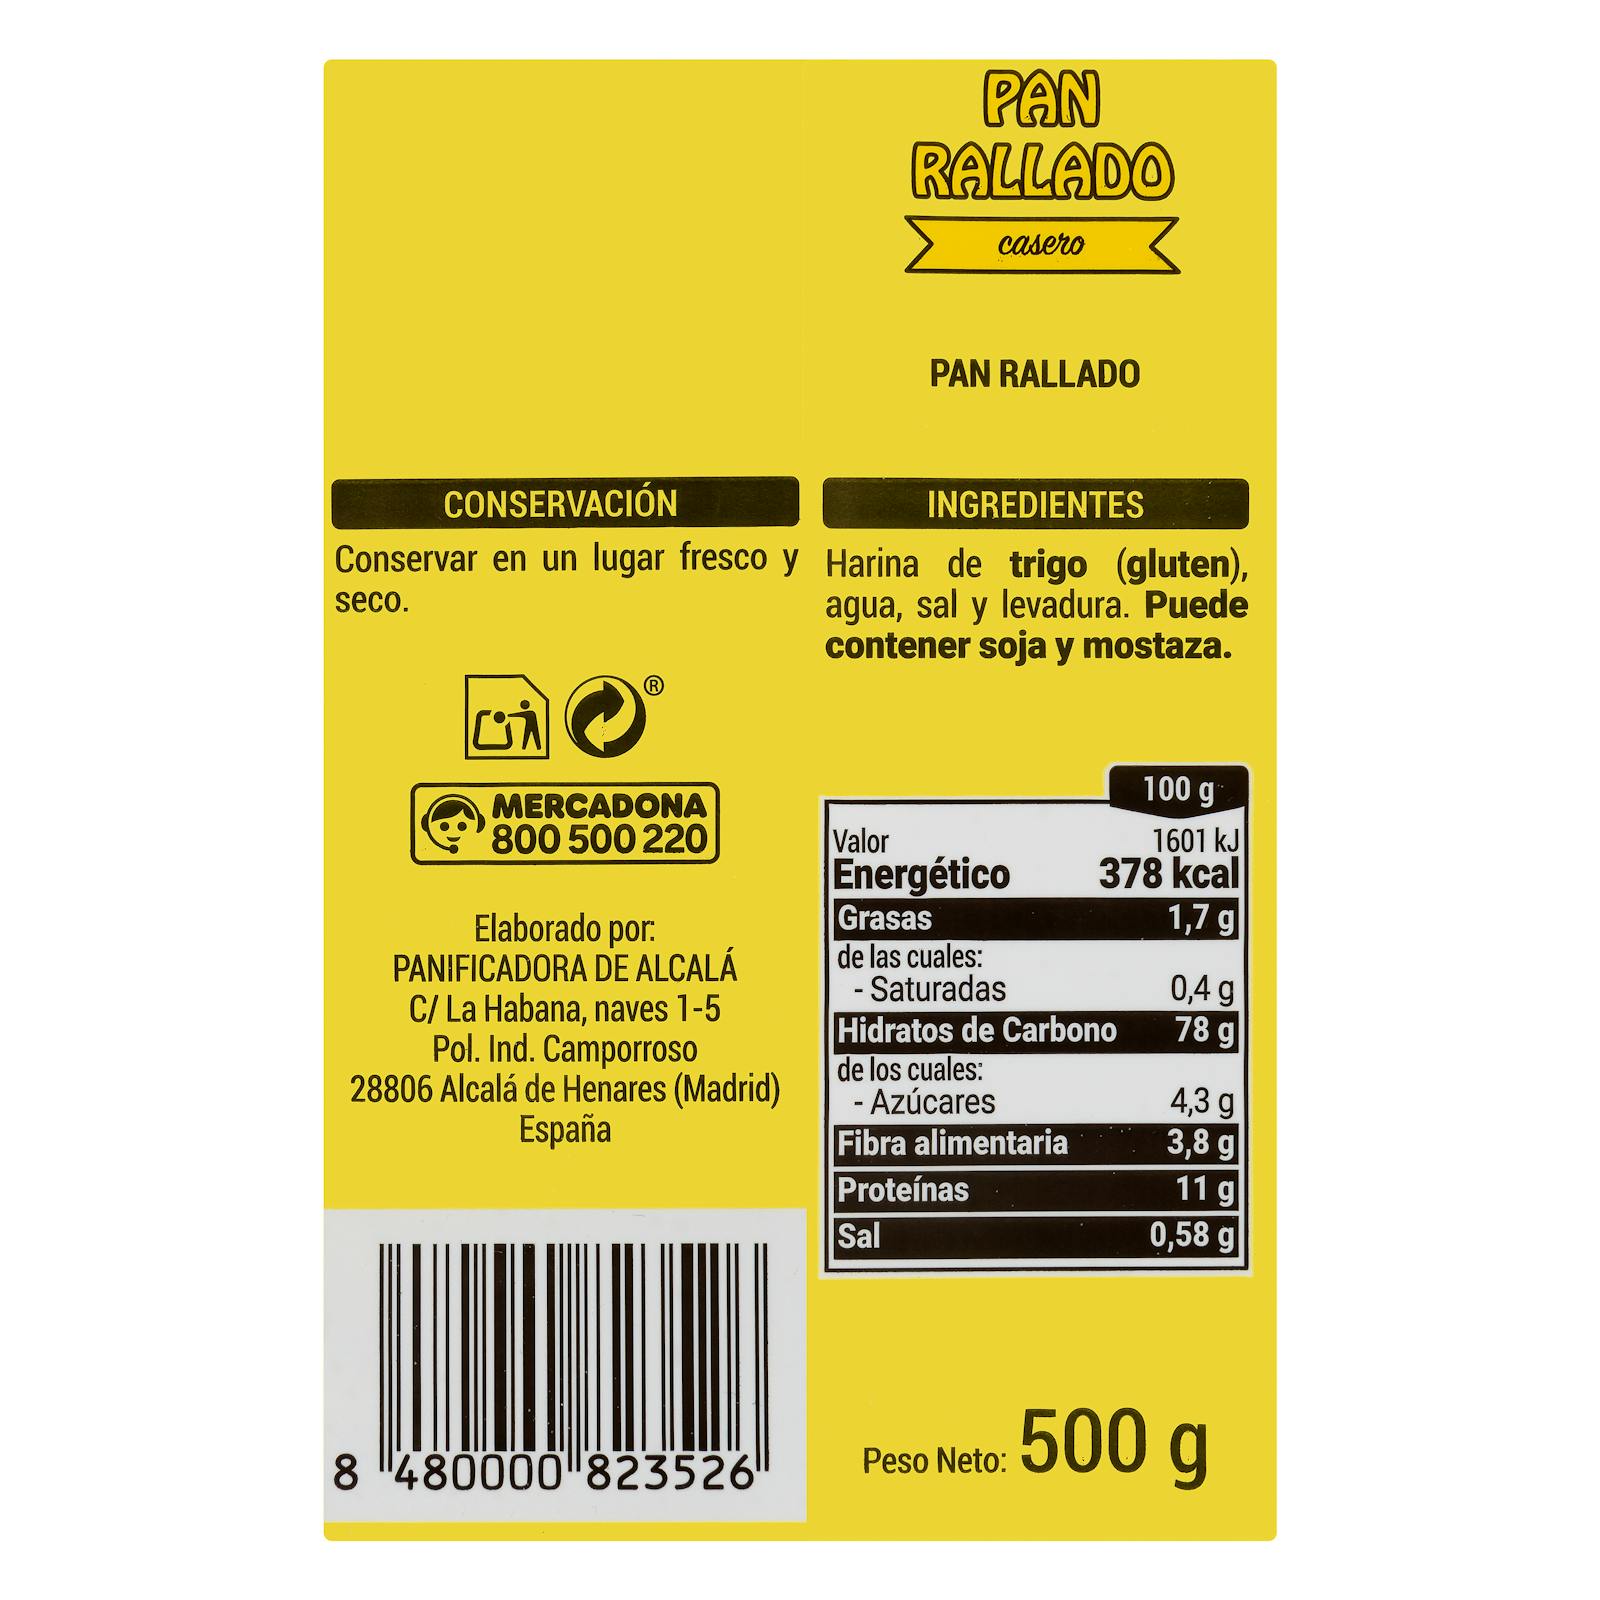 PAN
RALLADO
casero
PAN RALLADO
CONSERVACIÓN
Conservar en un lugar fresco y
seco.
®
MERCADONA
800 500 220
Elaborado por:
PANIFICADORA DE ALCALÁ
C/ La Habana, naves 1-5
Pol. Ind. Camporroso
28806 Alcalá de Henares (Madrid)
España
8 480000 823526
INGREDIENTES
Harina de trigo (gluten),
agua, sal y levadura. Puede
contener soja y mostaza.
100 g
Valor 1601 kJ
Energético 378 kcal
Grasas 1,7 g
de las cuales:
- Saturadas 0,4 g
Hidratos de Carbono 78 g
de los cuales:
- Azúcares 4,3 g
Fibra alimentaria 3,8 g
Proteínas 11 g
Sal 0,58 g
Peso Neto: 500 g